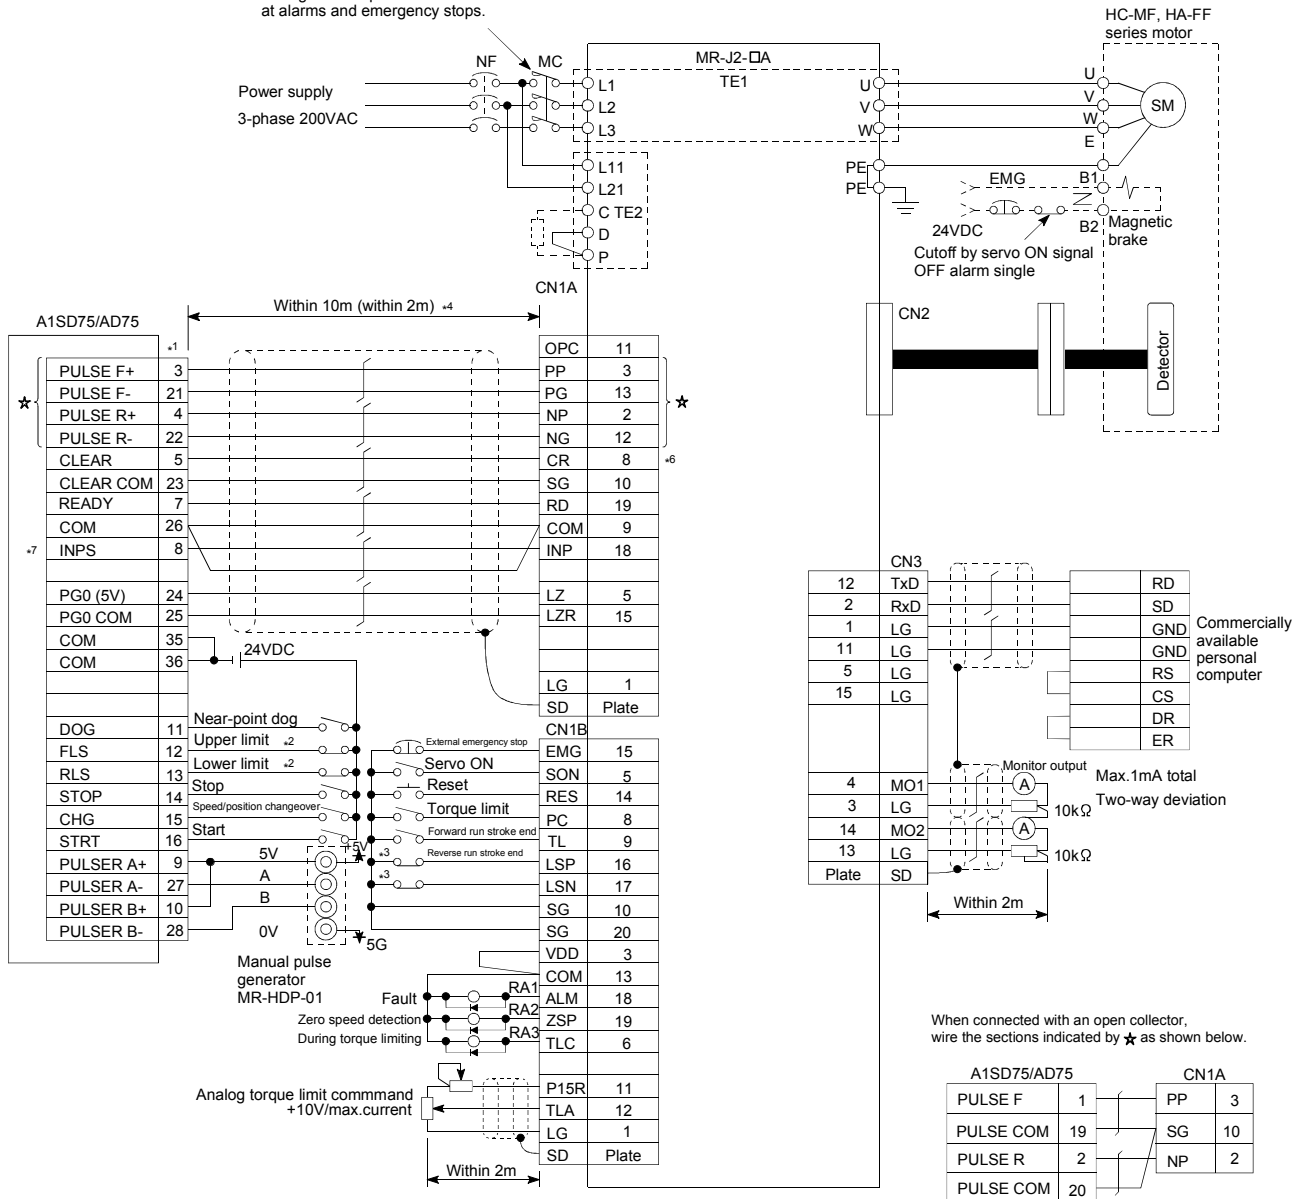 at alarms and emergency stops.
HC-MF, HA-FF
series motor
NF
MC
MR-J2-□A
TE1
Power supply
3-phase 200VAC
L1
L2
L3
U
V
W
U
V
W
E
SM
L11
L21
C TE2
D
P
PE
PE
EMG
B1
24VDC
B2
Magnetic
brake
Cutoff by servo ON signal
OFF alarm single
CN1A
CN2
Detector
Within 10m (within 2m) *4
A1SD75/AD75
*1
OPC 11
PULSE F+ 3 PP 3
PULSE F- 21 PG 13
☆ ☆
PULSE R+ 4 NP 2
PULSE R- 22 NG 12
CLEAR 5 CR 8 *6
CLEAR COM 23 SG 10
READY 7 RD 19
COM 26 COM 9
*7 INPS 8 INP 18
PG0 (5V) 24 LZ 5
PG0 COM 25 LZR 15
COM 35
COM 36
24VDC
LG 1
SD Plate
CN1B
DOG 11 Near-point dog
FLS 12 Upper limit *2
RLS 13 Lower limit *2
STOP 14 Stop
CHG 15 Speed/position changeover
STRT 16 Start
PULSER A+ 9 5V +5V
PULSER A- 27 A
PULSER B+ 10 B
PULSER B- 28 0V 5G
Manual pulse
generator
MR-HDP-01
External emergency stop EMG 15
Servo ON SON 5
Reset RES 14
Torque limit PC 8
Forward run stroke end TL 9
*3 Reverse run stroke end LSP 16
*3 LSN 17
SG 10
SG 20
VDD 3
COM 13
Fault RA1 ALM 18
Zero speed detection RA2 ZSP 19
During torque limiting RA3 TLC 6
Analog torque limit commmand
+10V/max.current
P15R 11
TLA 12
LG 1
SD Plate
Within 2m
CN3
12 TxD RD
2 RxD SD
1 LG GND
11 LG GND
5 LG RS
15 LG CS
DR
ER
Commercially
available
personal
computer
Monitor output
4 MO1 A
3 LG 10kΩ
14 MO2 A
13 LG 10kΩ
Plate SD
Max.1mA total
Two-way deviation
Within 2m
When connected with an open collector,
wire the sections indicated by ☆ as shown below.
A1SD75/AD75 CN1A
PULSE F 1 PP 3
PULSE COM 19 SG 10
PULSE R 2 NP 2
PULSE COM 20